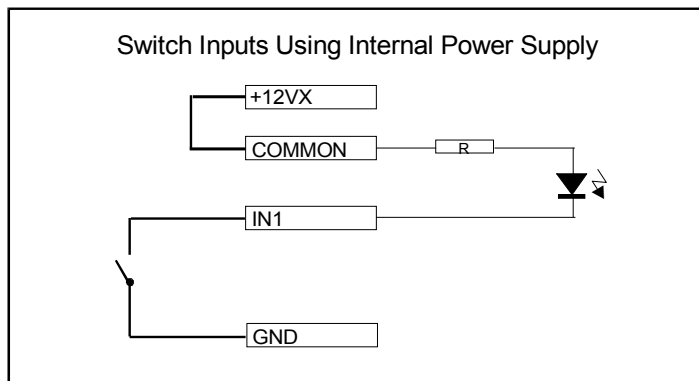 Switch Inputs Using Internal Power Supply
+12VX
COMMON
R
IN1
GND